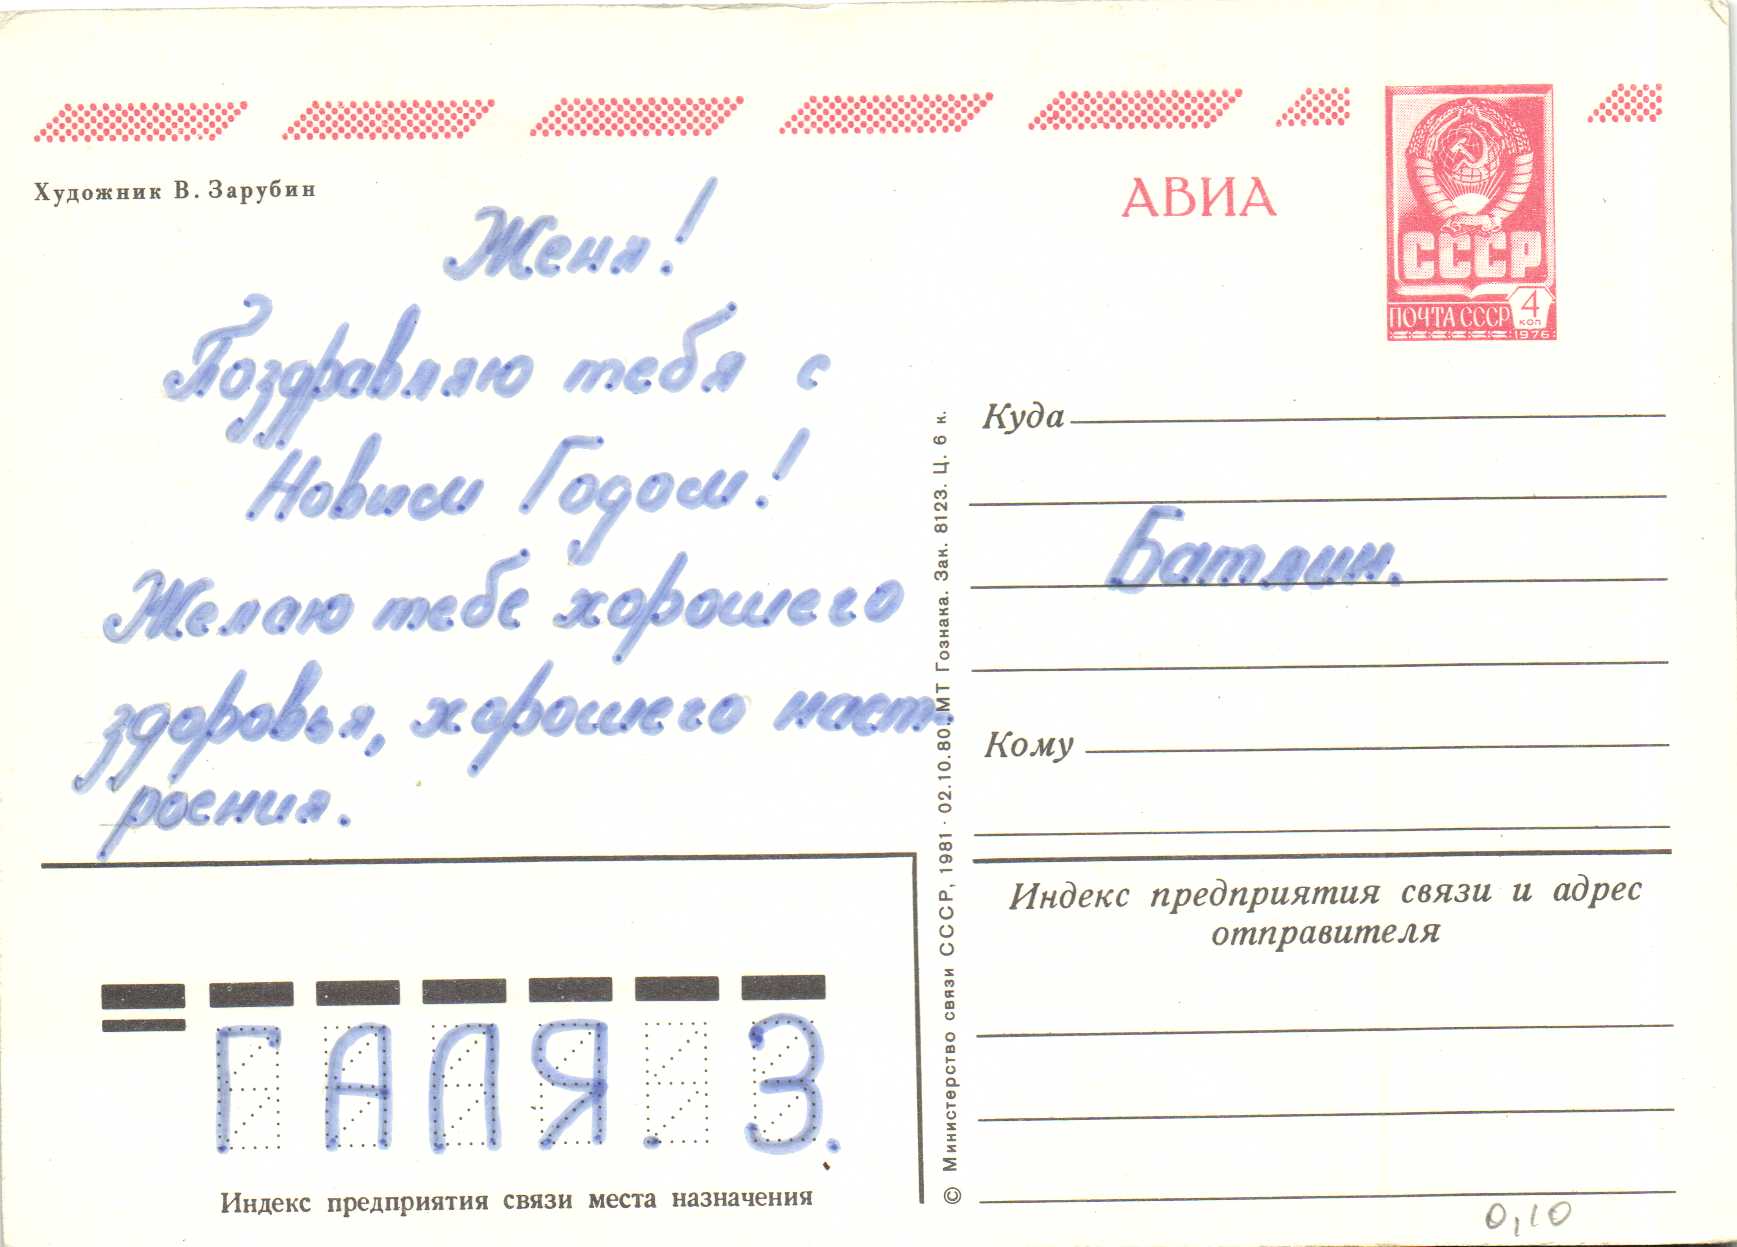 Художник В. Зарубин
АВИА
СССР
ПОЧТА СССР 4 КОП
1976
Женя!
Поздравляю тебя с
Новым Годом!
Желаю тебе хорошего
здоровья, хорошего наст-
роения.
ГАЛЯ. З.
Индекс предприятия связи места назначения
© Министерство связи СССР, 1981 · 02.10.80. МТ Гознака. Зак. 8123. Ц. 6 к.
Куда
Батлин.
Кому
Индекс предприятия связи и адрес
отправителя
0,10